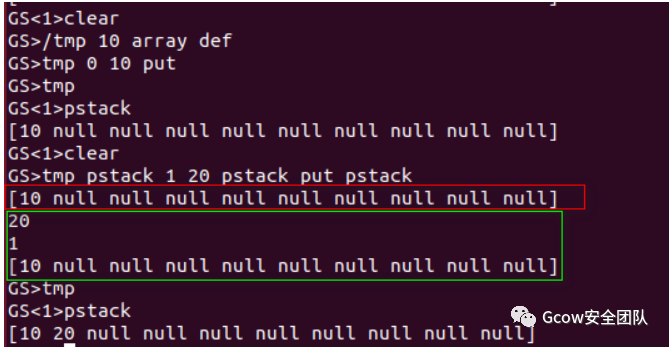 GS<1>clear
GS>/tmp 10 array def
GS>tmp 0 10 put
GS>tmp
GS<1>pstack
[10 null null null null null null null null null]
GS<1>clear
GS>tmp pstack 1 20 pstack put pstack
[10 null null null null null null null null null]
20
1
[10 null null null null null null null null null]
GS>tmp
GS<1>pstack
[10 20 null null null null null null null null]
Gcow安全团队